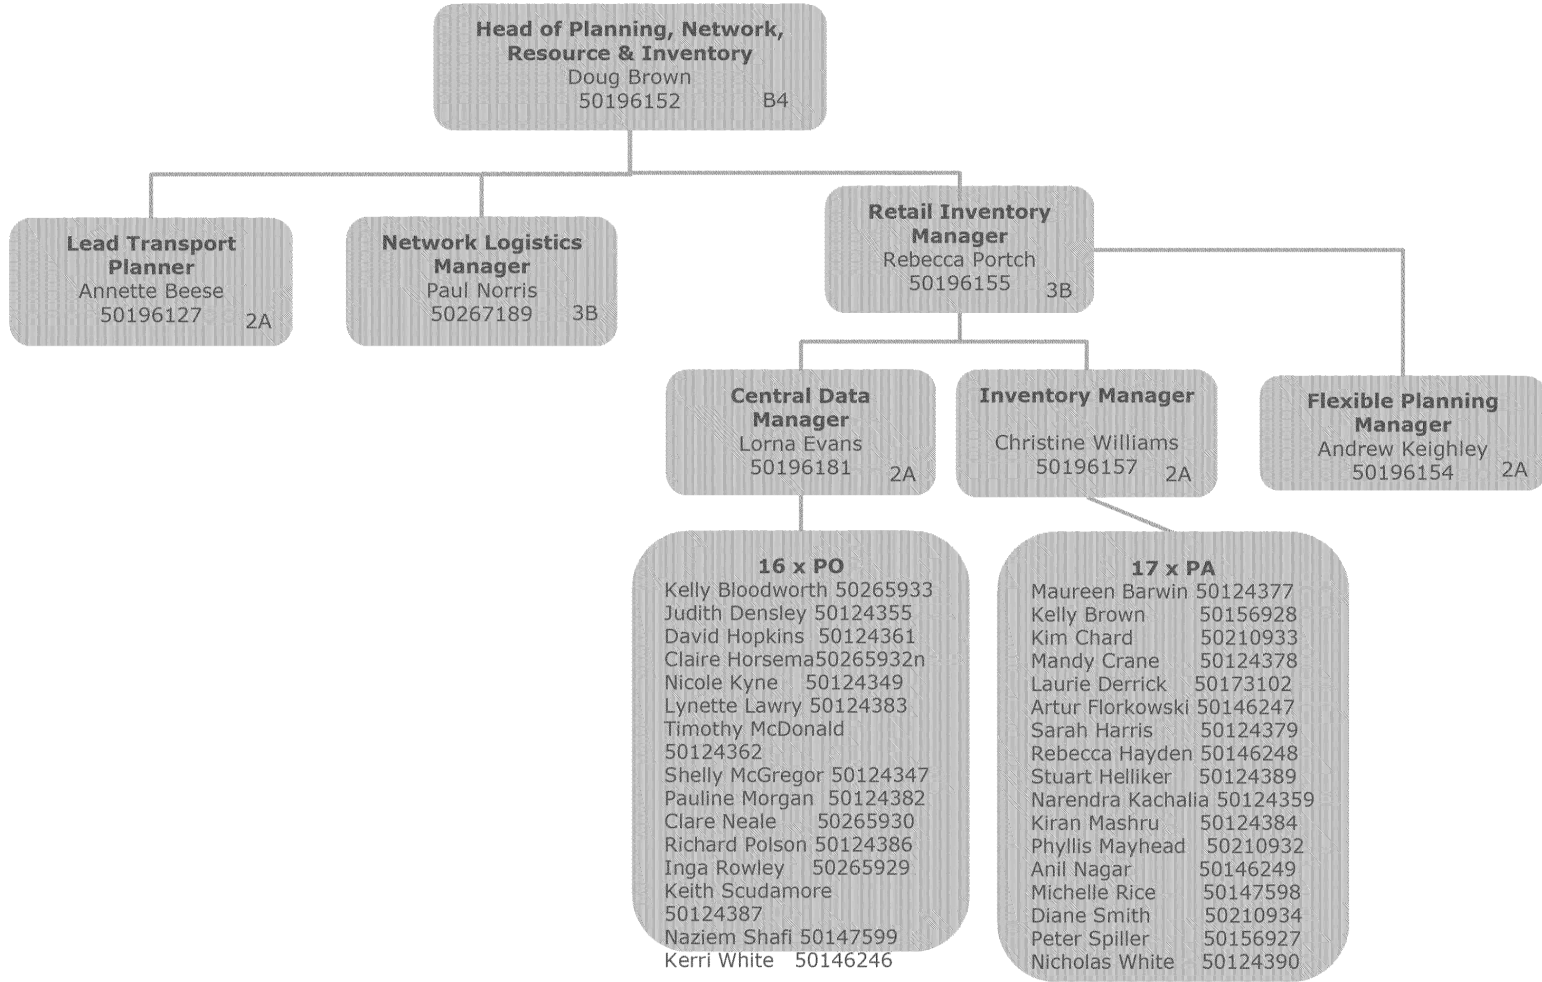 Head of Planning, Network,
Resource & Inventory
Doug Brown
50196152 B4
Lead Transport
Planner
Annette Beese
50196127 2A
Network Logistics
Manager
Paul Norris
50267189 3B
Retail Inventory
Manager
Rebecca Portch
50196155 3B
Central Data
Manager
Lorna Evans
50196181 2A
Inventory Manager
Christine Williams
50196157 2A
Flexible Planning
Manager
Andrew Keighley
50196154 2A
16 x PO
Kelly Bloodworth 50265933
Judith Densley 50124355
David Hopkins 50124361
Claire Horsema50265932n
Nicole Kyne 50124349
Lynette Lawry 50124383
Timothy McDonald
50124362
Shelly McGregor 50124347
Pauline Morgan 50124382
Clare Neale 50265930
Richard Polson 50124386
Inga Rowley 50265929
Keith Scudamore
50124387
Naziem Shafi 50147599
Kerri White 50146246
17 x PA
Maureen Barwin 50124377
Kelly Brown 50156928
Kim Chard 50210933
Mandy Crane 50124378
Laurie Derrick 50173102
Artur Florkowski 50146247
Sarah Harris 50124379
Rebecca Hayden 50146248
Stuart Helliker 50124389
Narendra Kachalia 50124359
Kiran Mashru 50124384
Phyllis Mayhead 50210932
Anil Nagar 50146249
Michelle Rice 50147598
Diane Smith 50210934
Peter Spiller 50156927
Nicholas White 50124390